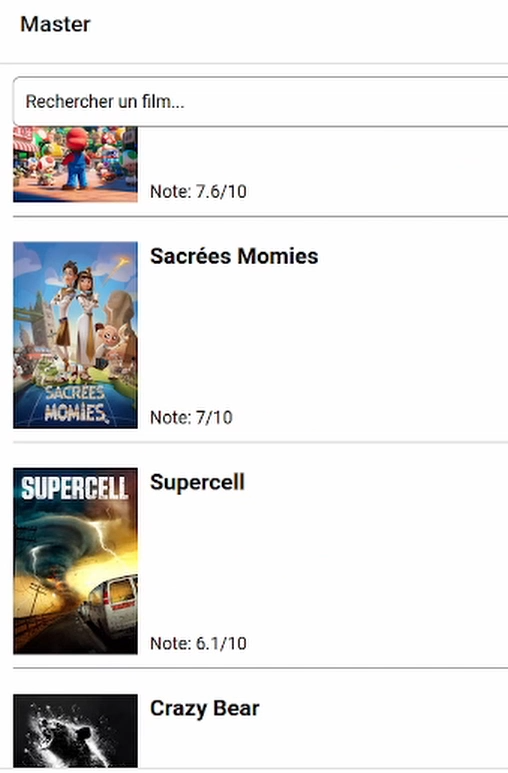 Master
Rechercher un film...
Note: 7.6/10
Sacrées Momies
SACRÉES
MOMIES
Note: 7/10
Supercell
SUPERCELL
Note: 6.1/10
Crazy Bear